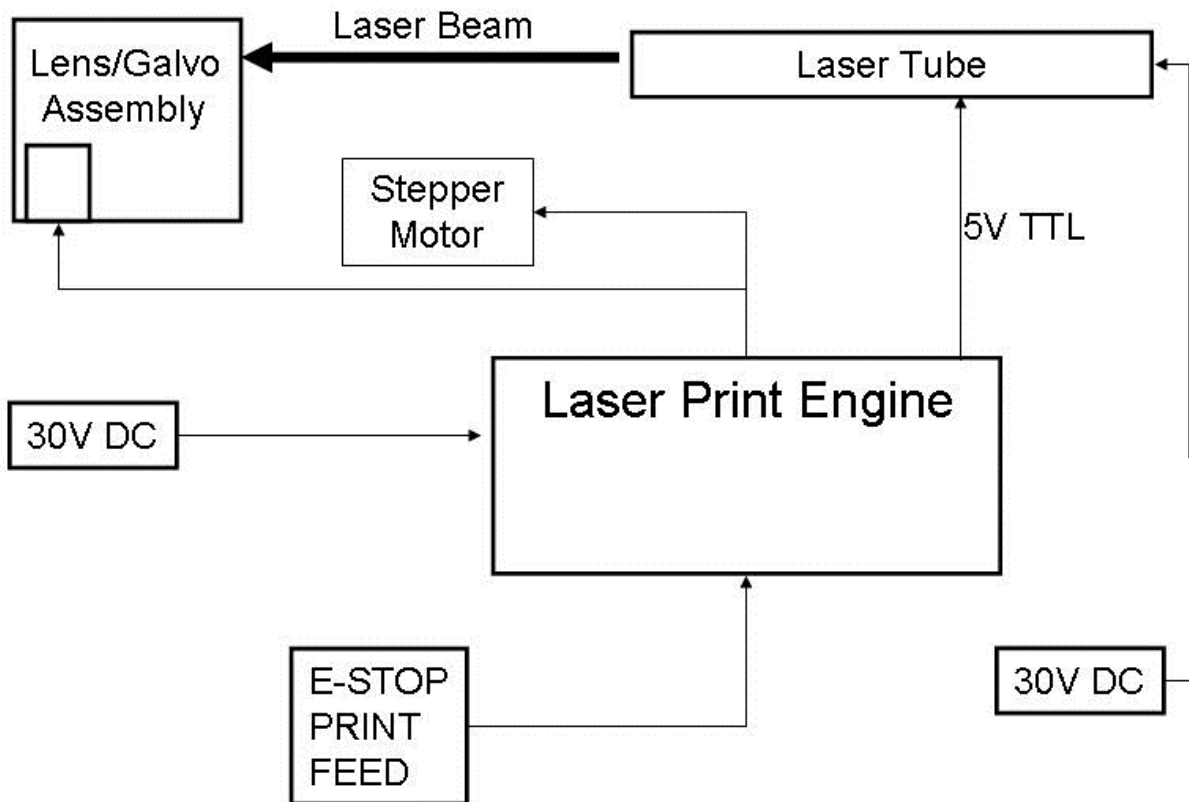 Laser Beam
Lens/Galvo
Assembly
Laser Tube
Stepper
Motor
5V TTL
Laser Print Engine
30V DC
E-STOP
PRINT
FEED
30V DC